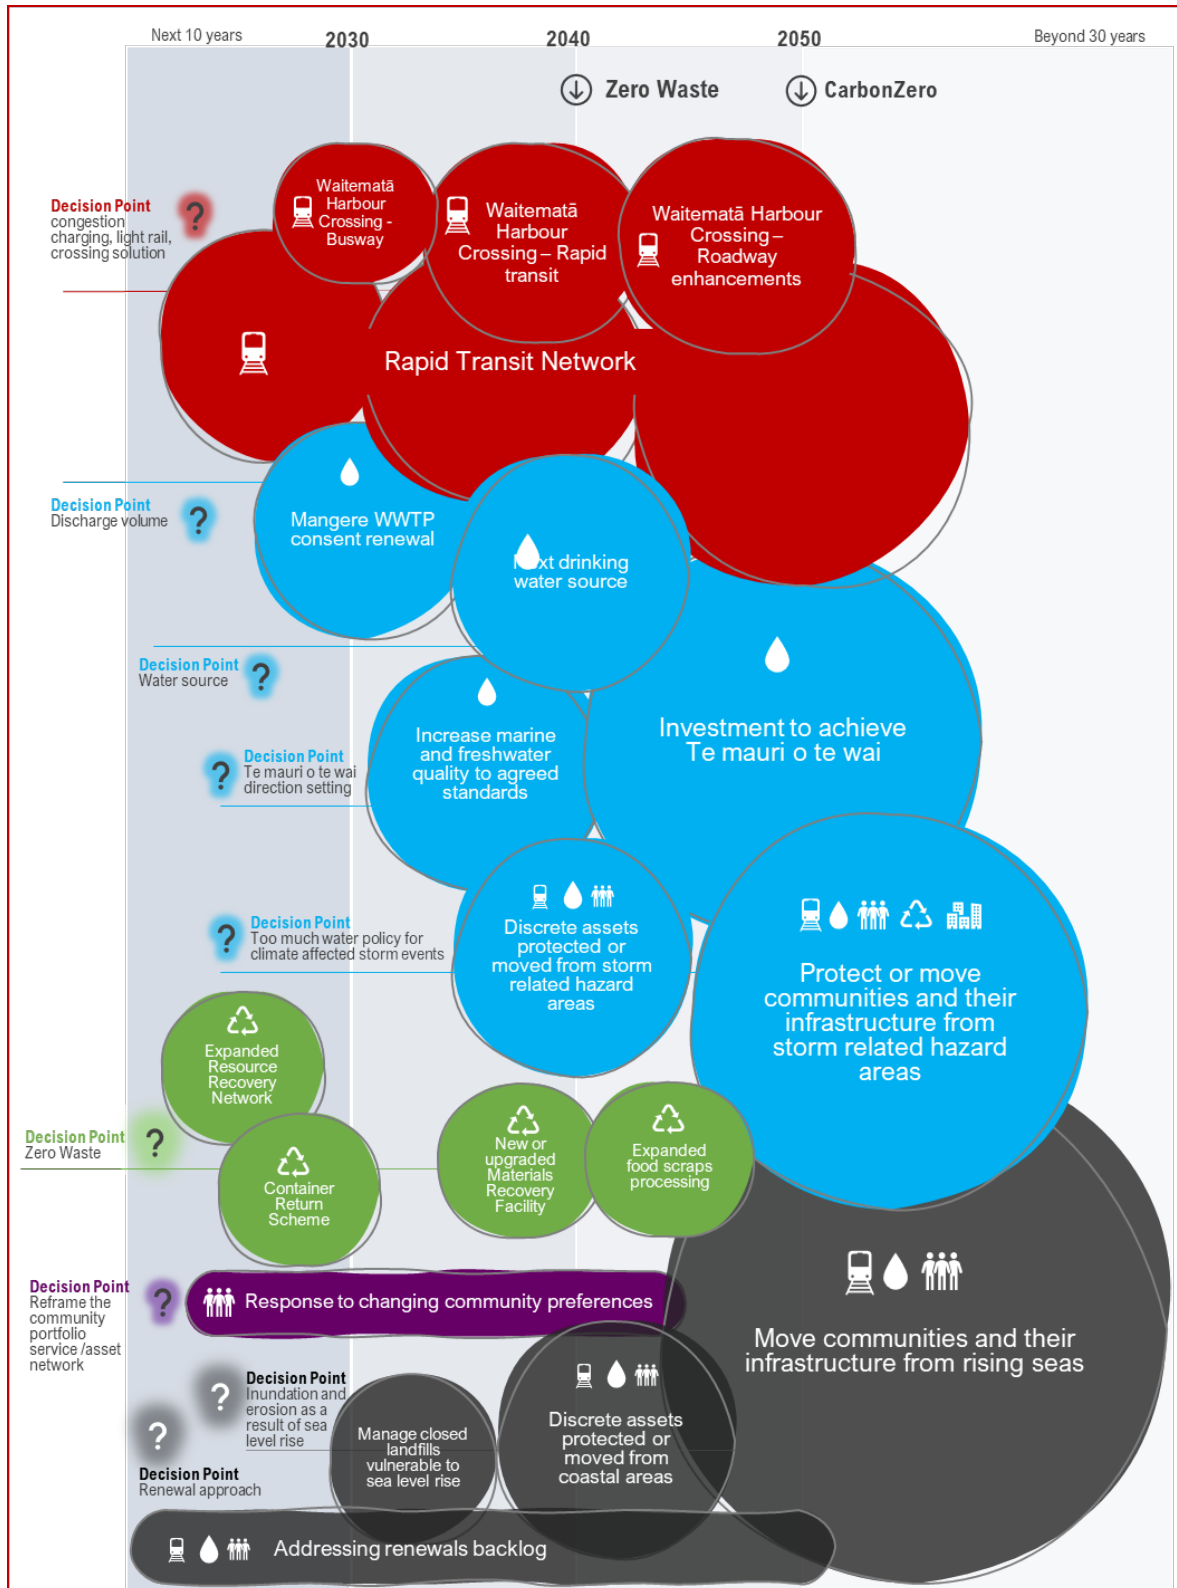 Next 10 years
2030
2040
2050
Beyond 30 years
Zero Waste
CarbonZero
Decision Point
congestion
charging, light rail,
crossing solution
?
Waitematā
Harbour
Crossing -
Busway
Waitematā
Harbour
Crossing – Rapid
transit
Waitematā Harbour
Crossing –
Roadway
enhancements
Rapid Transit Network
Decision Point
Discharge volume
?
Mangere WWTP
consent renewal
drinking
water source
Decision Point
Water source
?
Decision Point
Te mauri o te wai
direction setting
?
Increase marine
and freshwater
quality to agreed
standards
Investment to achieve
Te mauri o te wai
Decision Point
Too much water policy for
climate affected storm events
?
Discrete assets
protected or
moved from storm
related hazard
areas
Protect or move
communities and their
infrastructure from
storm related hazard
areas
Expanded
Resource
Recovery
Network
Decision Point
Zero Waste
?
Container
Return
Scheme
New or
upgraded
Materials
Recovery
Facility
Expanded
food scraps
processing
Decision Point
Reframe the
community
portfolio
service /asset
network
?
Response to changing community preferences
Move communities and their
infrastructure from rising seas
Decision Point
Inundation and
erosion as a
result of sea
level rise
?
?
Decision Point
Renewal approach
Manage closed
landfills
vulnerable to
sea level rise
Discrete assets
protected or
moved from
coastal areas
Addressing renewals backlog